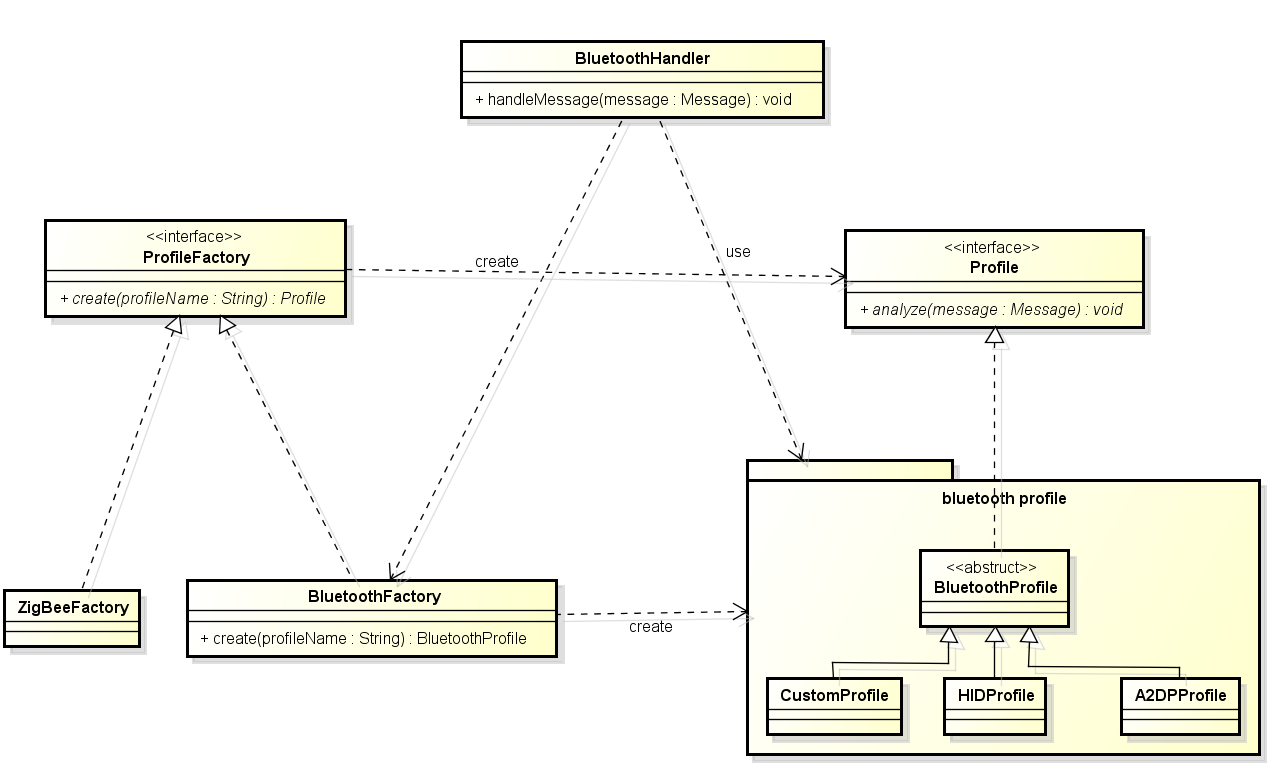 BluetoothHandler
+ handleMessage(message : Message) : void
<<interface>>
ProfileFactory
+ create(profileName : String) : Profile
create
use
<<interface>>
Profile
+ analyze(message : Message) : void
bluetooth profile
<<abstruct>>
BluetoothProfile
ZigBeeFactory
BluetoothFactory
+ create(profileName : String) : BluetoothProfile
create
CustomProfile
HIDProfile
A2DPProfile